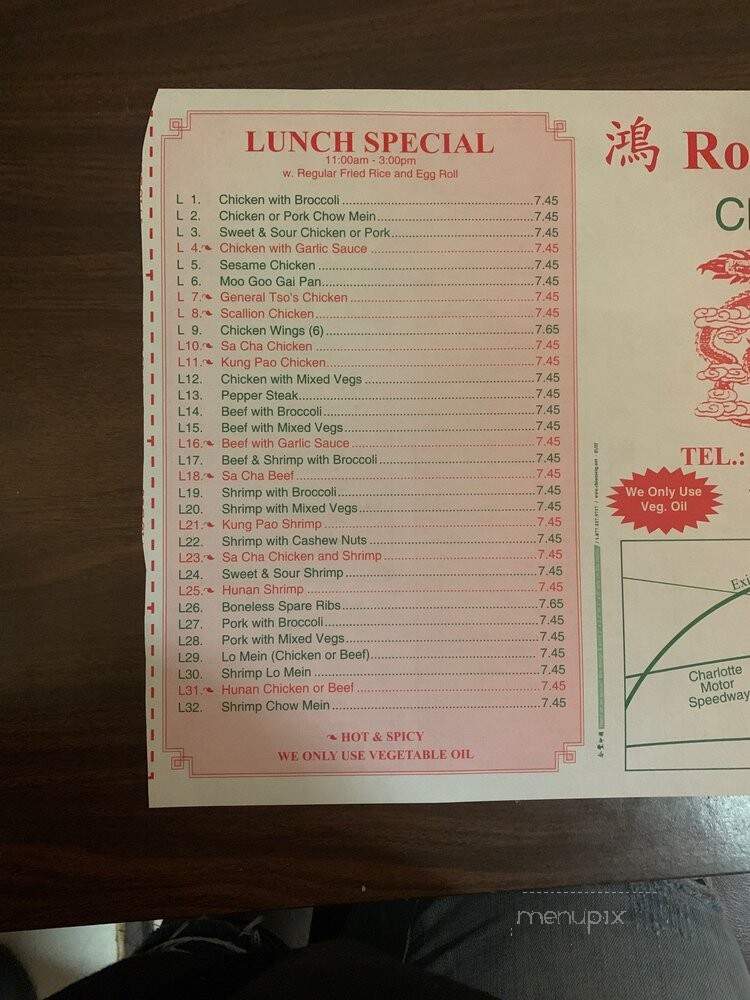 LUNCH SPECIAL
11:00am - 3:00pm
w. Regular Fried Rice and Egg Roll
L 1. Chicken with Broccoli 7.45
L 2. Chicken or Pork Chow Mein 7.45
L 3. Sweet & Sour Chicken or Pork 7.45
L 4. Chicken with Garlic Sauce 7.45
L 5. Sesame Chicken 7.45
L 6. Moo Goo Gai Pan 7.45
L 7. General Tso's Chicken 7.45
L 8. Scallion Chicken 7.45
L 9. Chicken Wings (6) 7.65
L10. Sa Cha Chicken 7.45
L11. Kung Pao Chicken 7.45
L12. Chicken with Mixed Vegs 7.45
L13. Pepper Steak 7.45
L14. Beef with Broccoli 7.45
L15. Beef with Mixed Vegs 7.45
L16. Beef with Garlic Sauce 7.45
L17. Beef & Shrimp with Broccoli 7.45
L18. Sa Cha Beef 7.45
L19. Shrimp with Broccoli 7.45
L20. Shrimp with Mixed Vegs 7.45
L21. Kung Pao Shrimp 7.45
L22. Shrimp with Cashew Nuts 7.45
L23. Sa Cha Chicken and Shrimp 7.45
L24. Sweet & Sour Shrimp 7.45
L25. Hunan Shrimp 7.45
L26. Boneless Spare Ribs 7.65
L27. Pork with Broccoli 7.45
L28. Pork with Mixed Vegs 7.45
L29. Lo Mein (Chicken or Beef) 7.45
L30. Shrimp Lo Mein 7.45
L31. Hunan Chicken or Beef 7.45
L32. Shrimp Chow Mein 7.45
HOT & SPICY
WE ONLY USE VEGETABLE OIL
鴻 Ro
TEL.:
We Only Use
Veg. Oil
Exi
Charlotte
Motor
Speedway
menupix